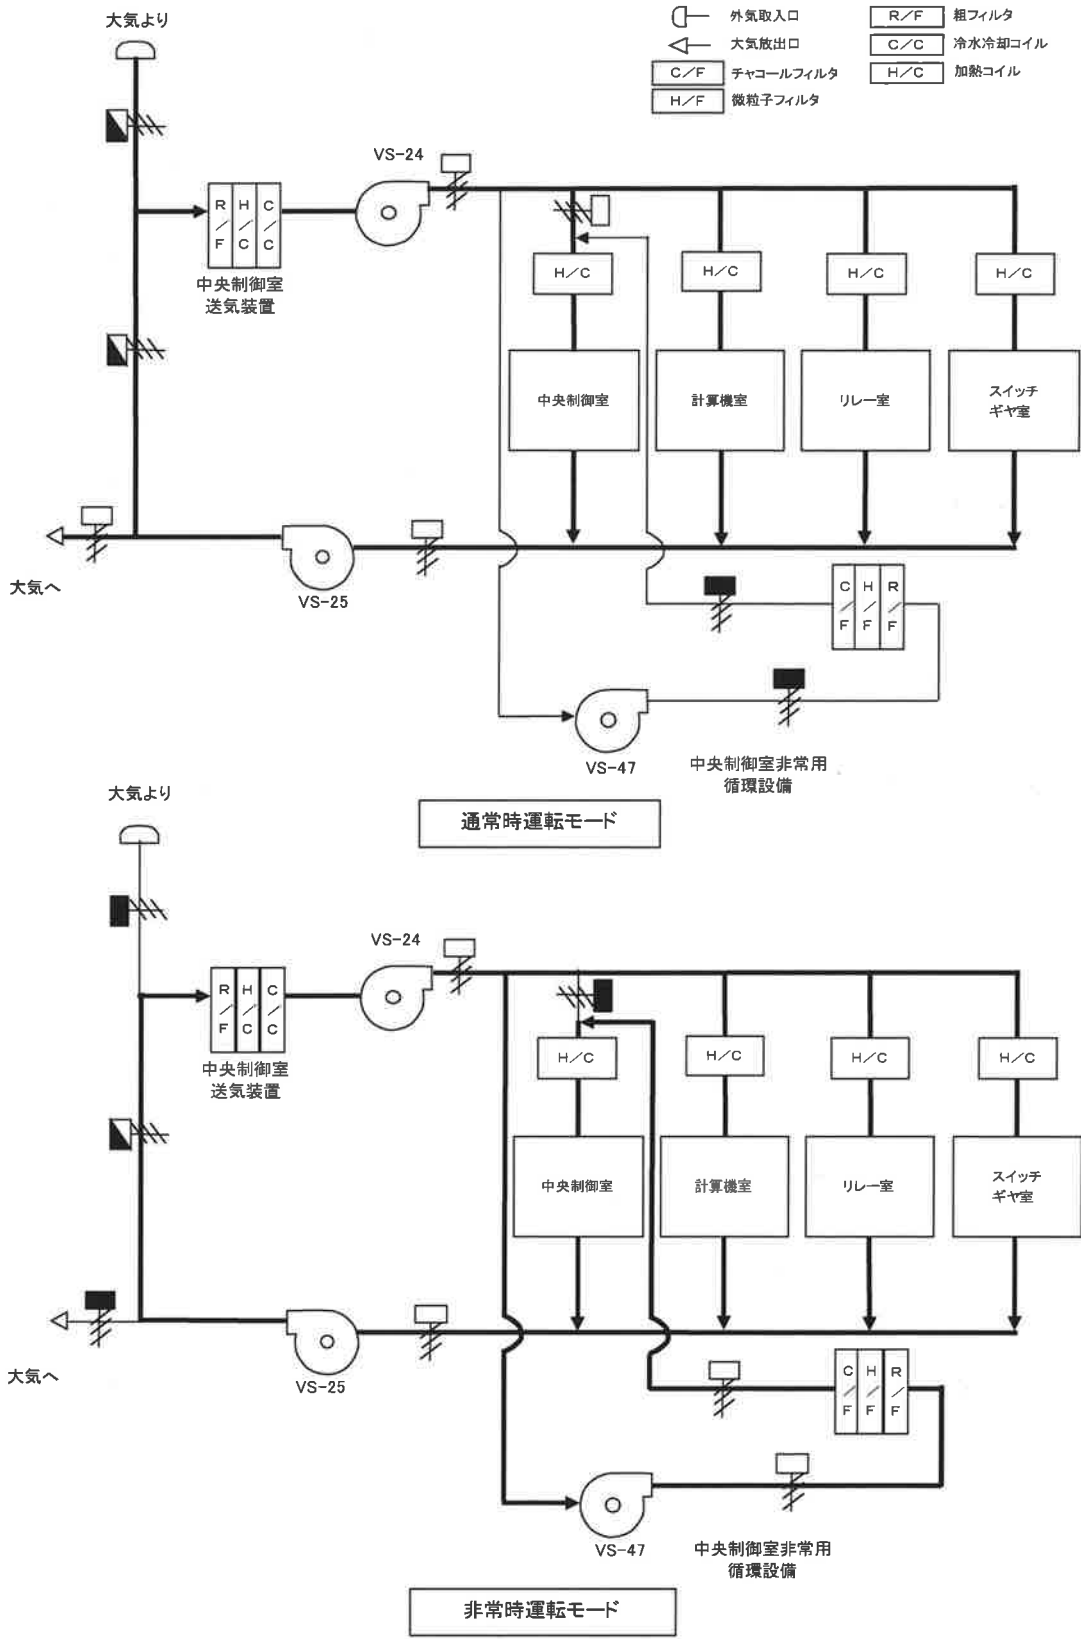 大気より
外気取入口
大気放出口
C/F チャコールフィルタ
H/F 微粒子フィルタ
R/F 粗フィルタ
C/C 冷水冷却コイル
H/C 加熱コイル
VS-24
R/F
H/C
C/C
中央制御室
送気装置
H/C
H/C
H/C
H/C
中央制御室
計算機室
リレー室
スイッチ
ギヤ室
大気へ
VS-25
C/F
H/F
R/F
VS-47
中央制御室非常用
循環設備
通常時運転モード
大気より
VS-24
R/F
H/C
C/C
中央制御室
送気装置
H/C
H/C
H/C
H/C
中央制御室
計算機室
リレー室
スイッチ
ギヤ室
大気へ
VS-25
C/F
H/F
R/F
VS-47
中央制御室非常用
循環設備
非常時運転モード